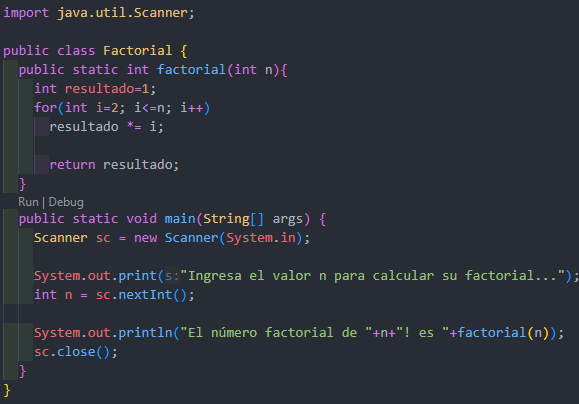 import java.util.Scanner;
public class Factorial {
public static int factorial(int n){
int resultado=1;
for(int i=2; i<=n; i++)
resultado *= i;
return resultado;
}
Run | Debug
public static void main(String[] args) {
Scanner sc = new Scanner(System.in);
System.out.print(s:"Ingresa el valor n para calcular su factorial...");
int n = sc.nextInt();
System.out.println("El número factorial de "+n+"! es "+factorial(n));
sc.close();
}
}